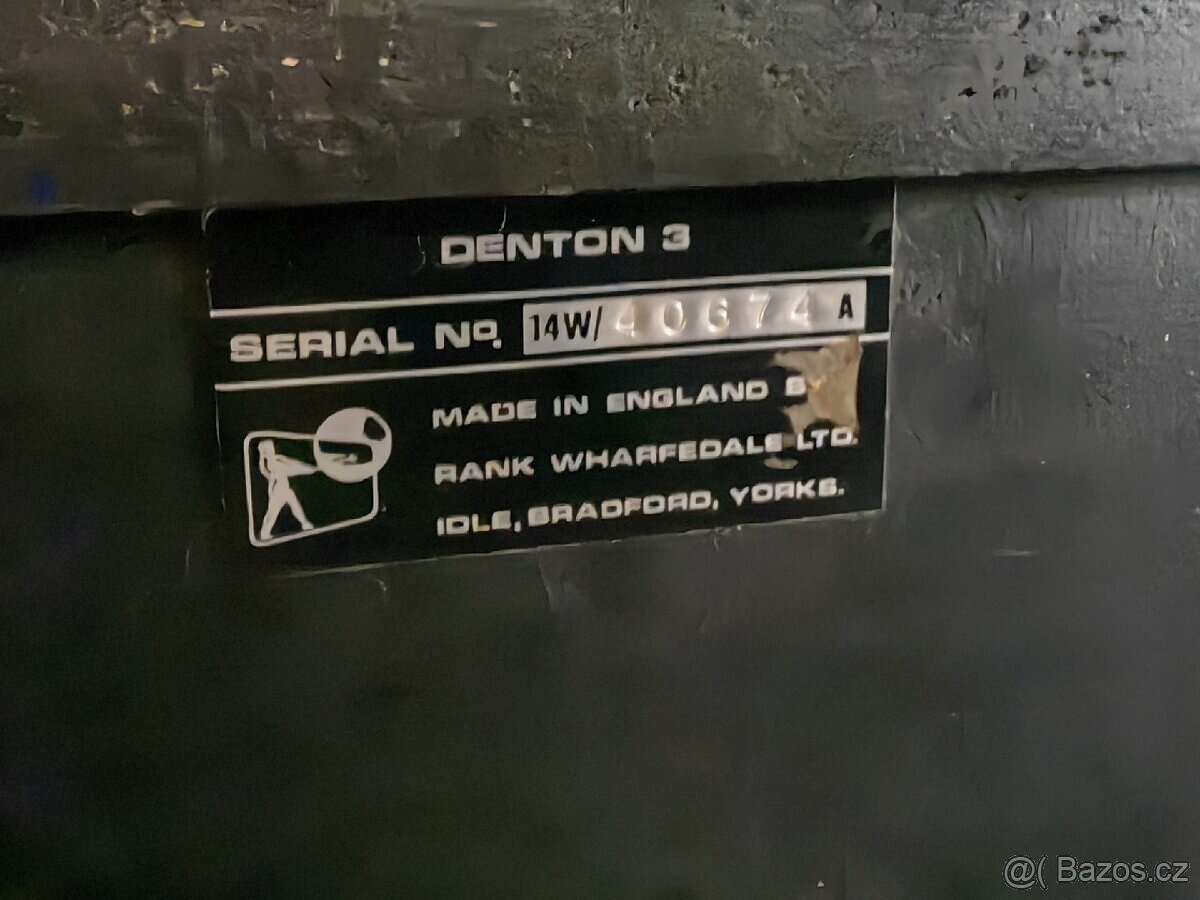 DENTON 3
SERIAL No. 14W/40674 A
MADE IN ENGLAND
RANK WHARFEDALE LTD.
IDLE, BRADFORD, YORKS.
@( Bazos.cz